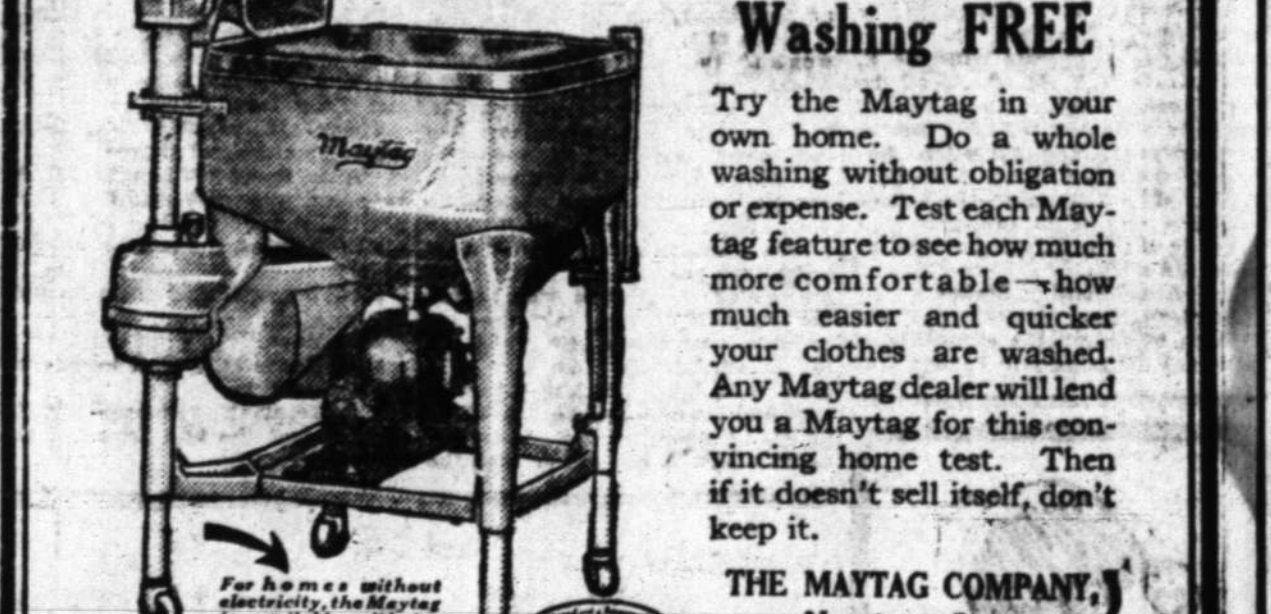 Washing FREE
Maytag
Try the Maytag in your
own home. Do a whole
washing without obligation
or expense. Test each May-
tag feature to see how much
more comfortable—how
much easier and quicker
your clothes are washed.
Any Maytag dealer will lend
you a Maytag for this con-
vincing home test. Then
if it doesn't sell itself, don't
keep it.
THE MAYTAG COMPANY,
For homes without
electricity, the Maytag